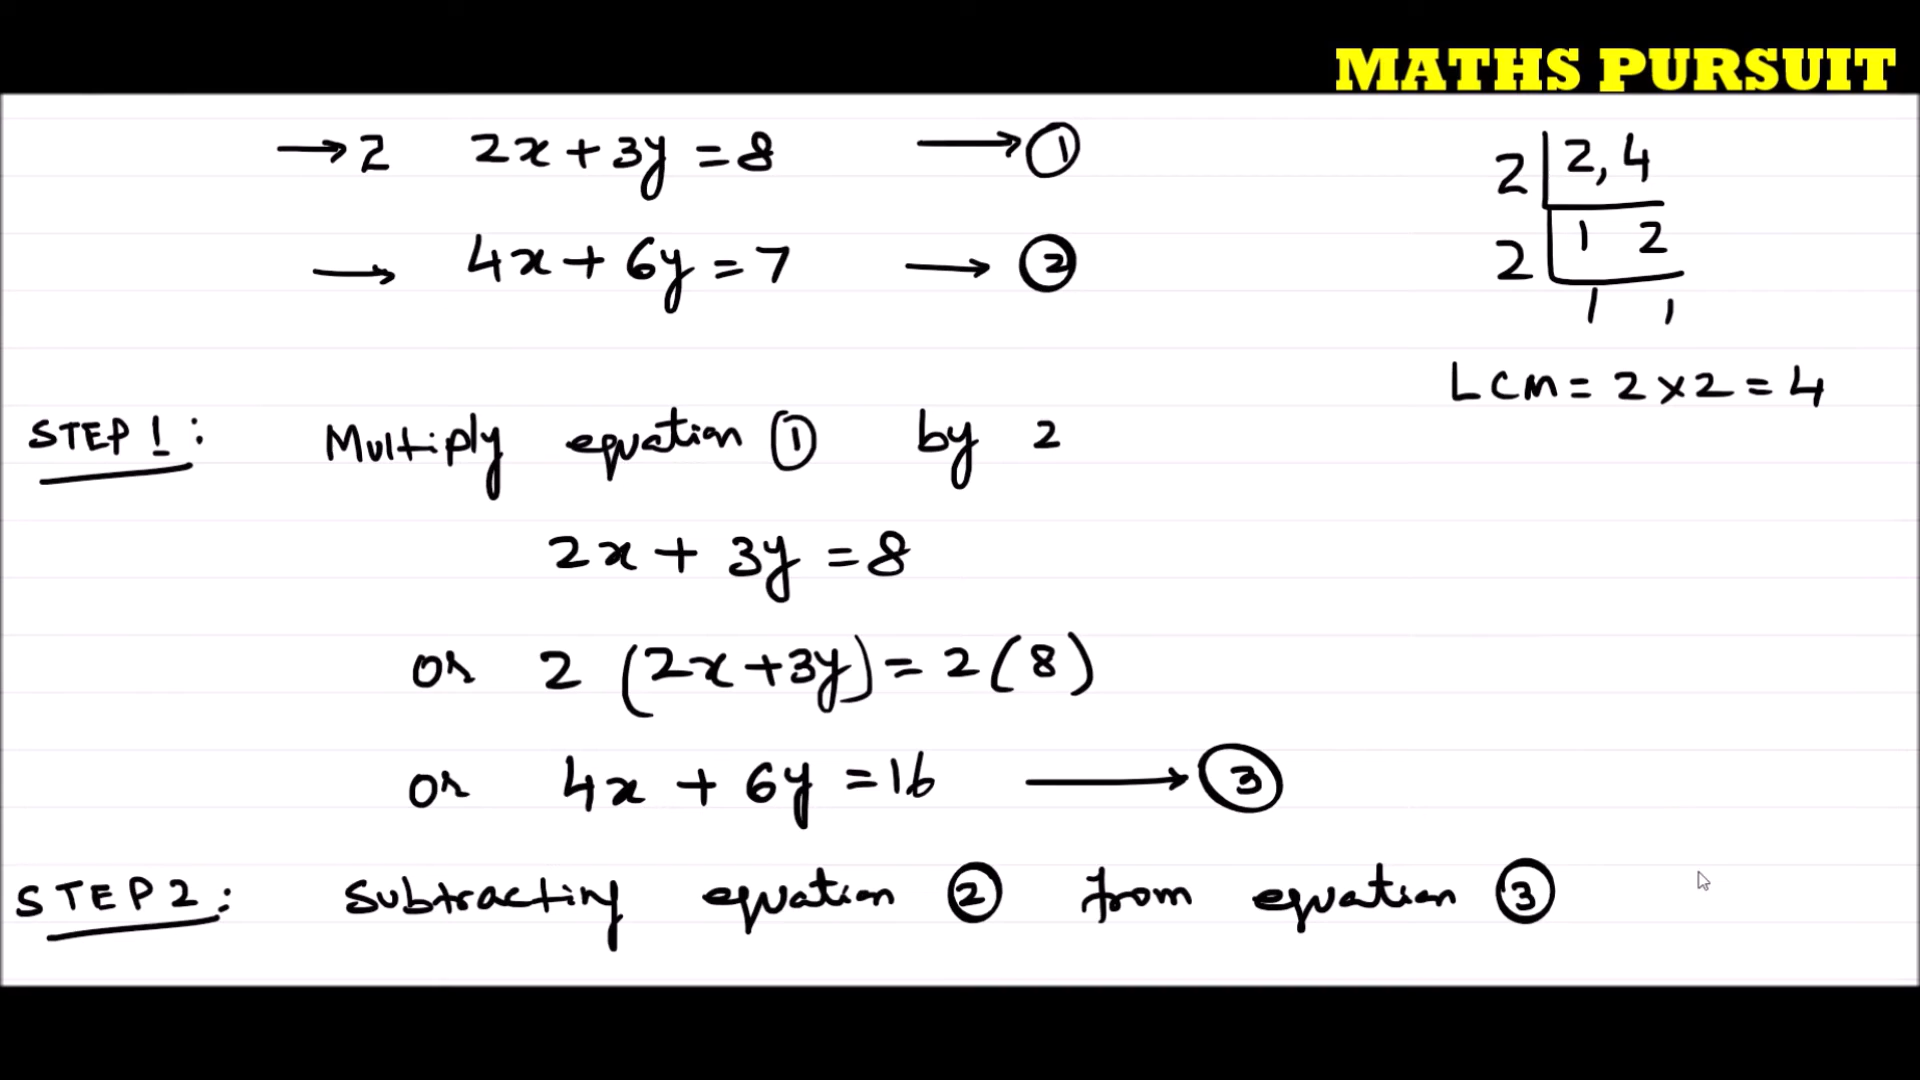 MATHS PURSUIT
→ 2 2x + 3y = 8 → ①
→ 4x + 6y = 7 → ②
2 | 2, 4
2 | 1 2
1 1
LCM = 2 × 2 = 4
STEP 1: Multiply equation ① by 2
2x + 3y = 8
or 2 (2x + 3y) = 2 (8)
or 4x + 6y = 16 → ③
STEP 2: Subtracting equation ② from equation ③